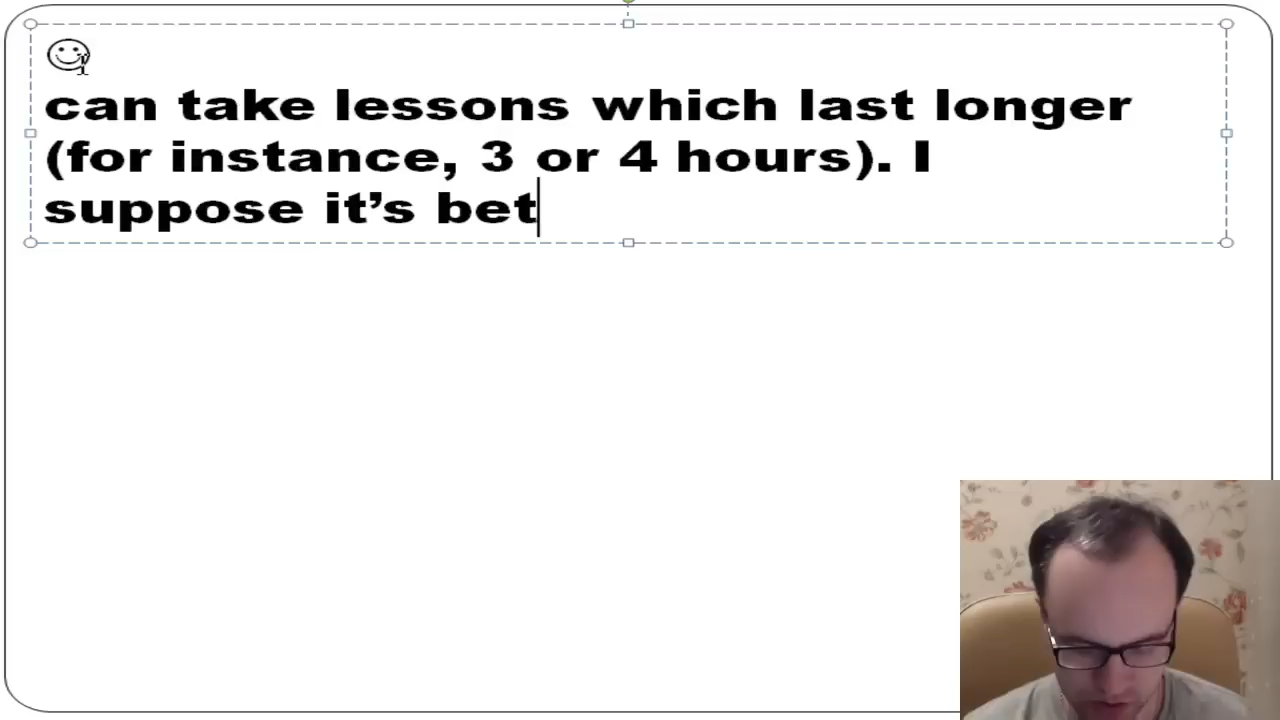 can take lessons which last longer
(for instance, 3 or 4 hours). I
suppose it’s bet